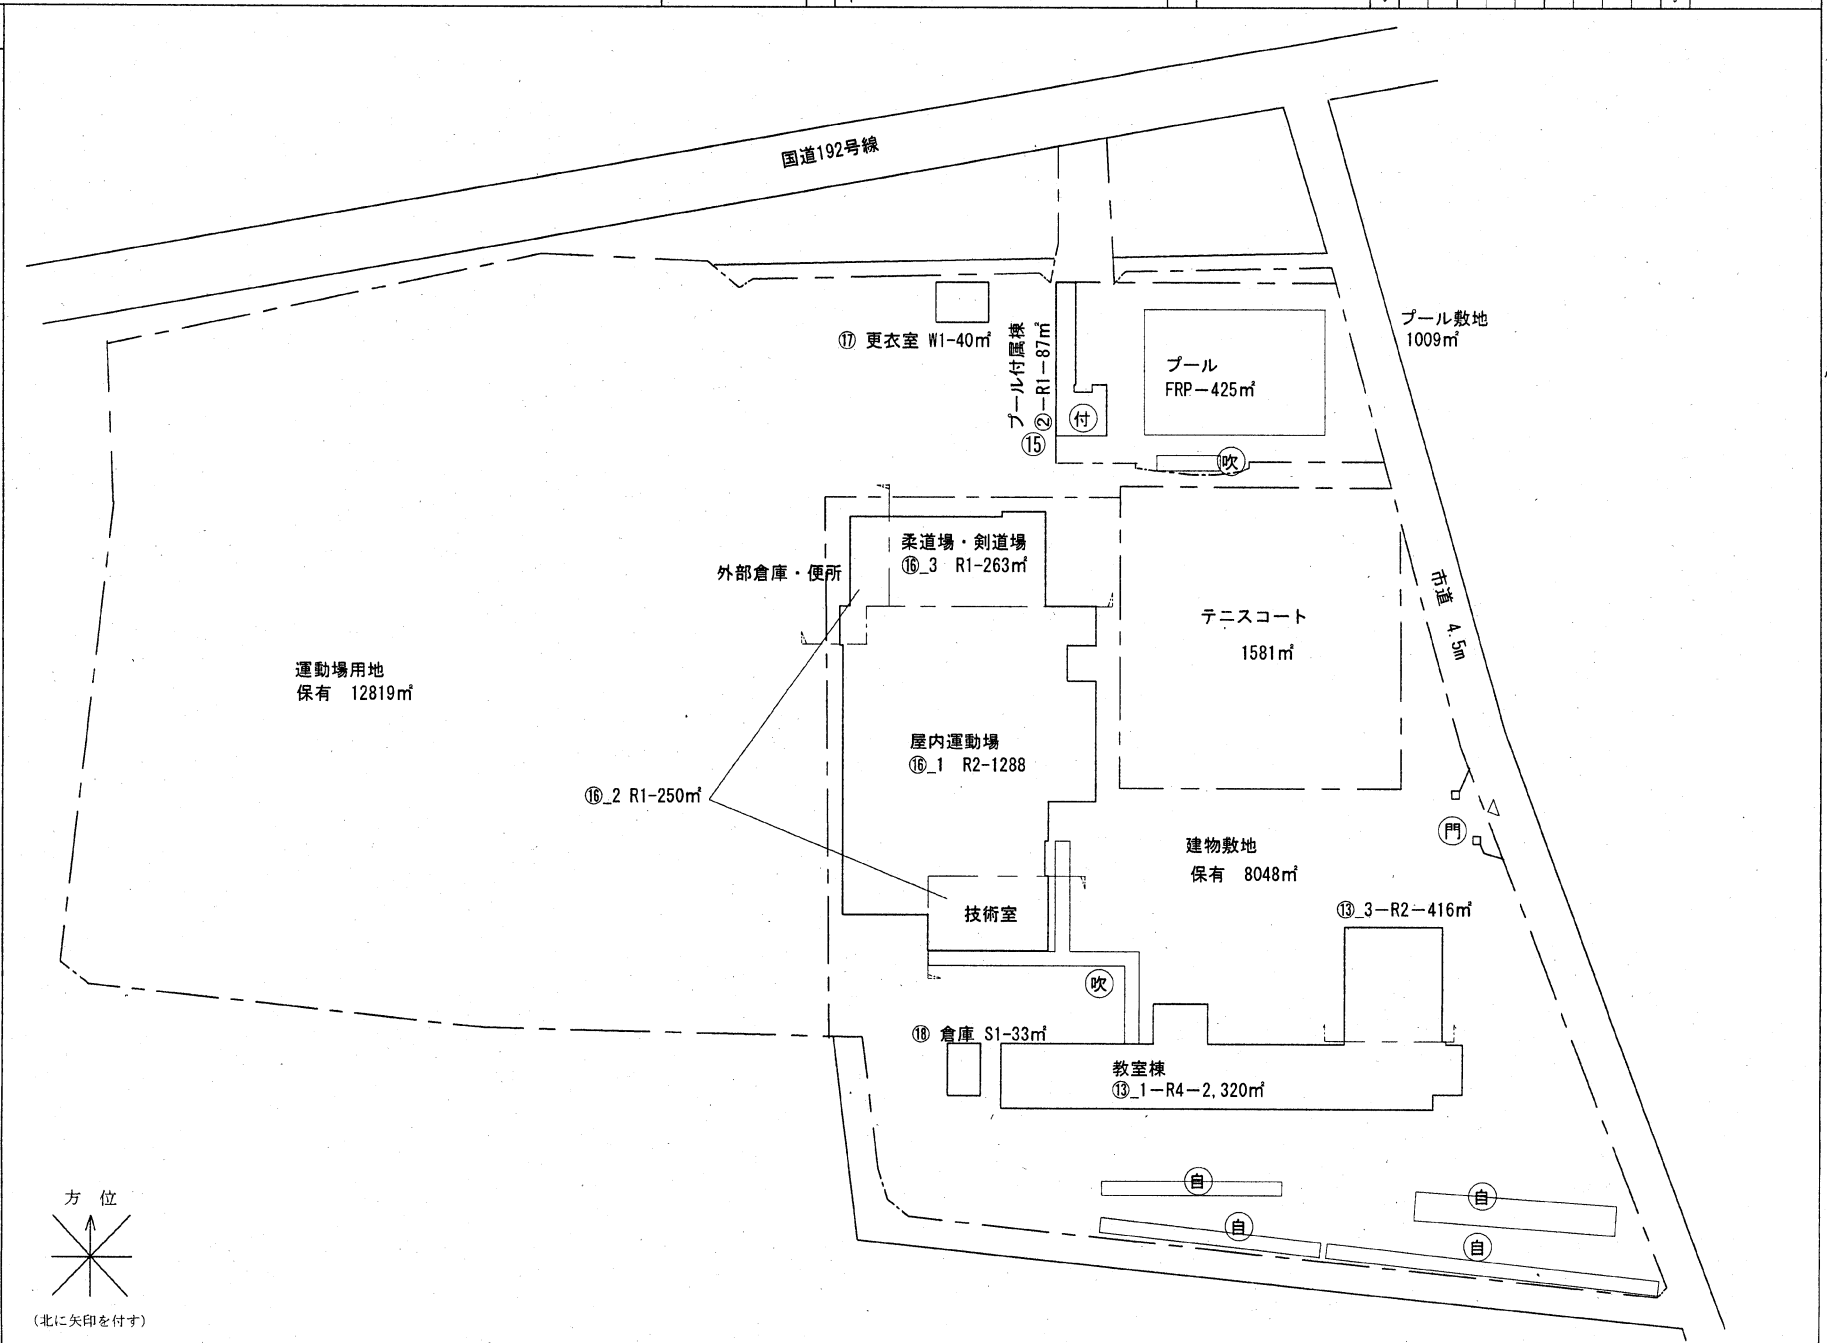 国道192号線
プール敷地
1009㎡
⑰ 更衣室 W1-40㎡
プール付属棟
⑮ ②－R1－87㎡
付
プール
FRP－425㎡
吹
柔道場・剣道場
⑯_3 R1-263㎡
外部倉庫・便所
市道 4.5m
テニスコート
1581㎡
運動場用地
保有 12819㎡
屋内運動場
⑯_1 R2-1288
⑯_2 R1-250㎡
門
建物敷地
保有 8048㎡
技術室
⑬_3－R2－416㎡
吹
⑱ 倉庫 S1-33㎡
教室棟
⑬_1－R4－2,320㎡
自
自
自
自
方 位
(北に矢印を付す)